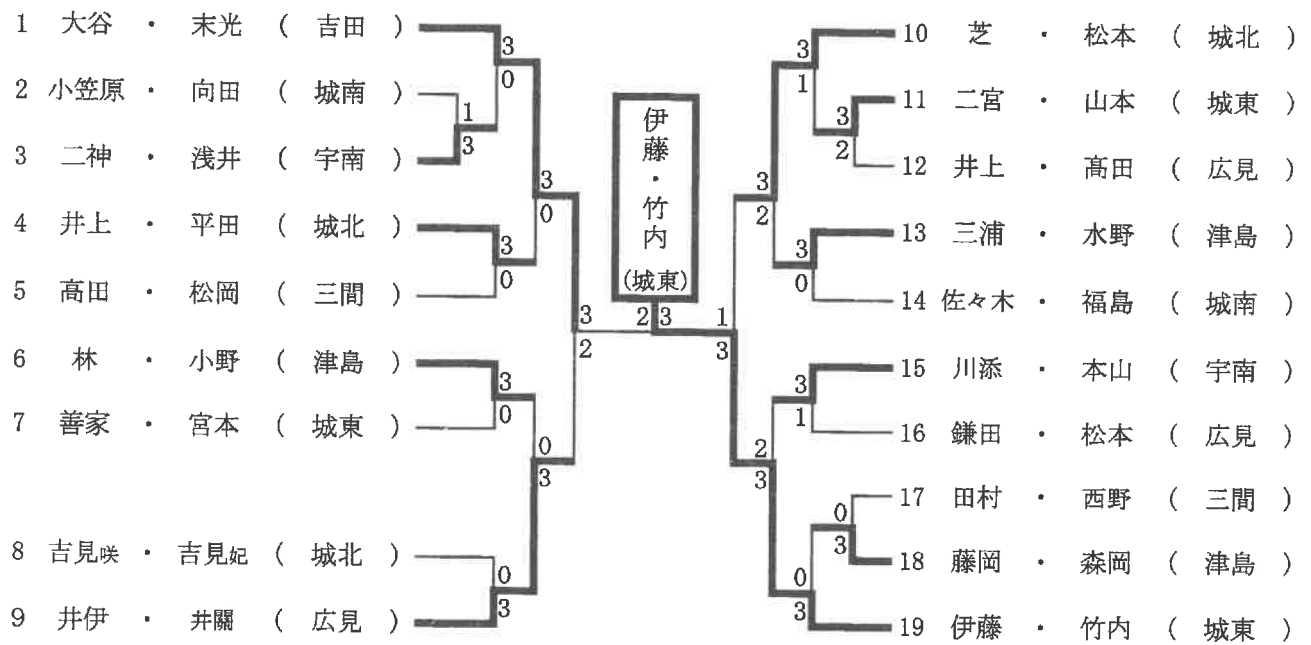 1 大谷 ・ 末光 ( 吉田 )
3
0
2 小笠原 ・ 向田 ( 城南 )
1
3
3 二神 ・ 浅井 ( 宇南 )
3
0
4 井上 ・ 平田 ( 城北 )
3
0
5 高田 ・ 松岡 ( 三間 )
3
2
6 林 ・ 小野 ( 津島 )
3
0
7 善家 ・ 宮本 ( 城東 )
0
3
8 吉見咲 ・ 吉見妃 ( 城北 )
0
3
9 井伊 ・ 井關 ( 広見 )
伊藤・竹内
(城東)
2 3
10 芝 ・ 松本 ( 城北 )
3
1
11 二宮 ・ 山本 ( 城東 )
3
2
12 井上 ・ 髙田 ( 広見 )
3
2
13 三浦 ・ 水野 ( 津島 )
3
0
14 佐々木 ・ 福島 ( 城南 )
1
3
15 川添 ・ 本山 ( 宇南 )
3
1
16 鎌田 ・ 松本 ( 広見 )
2
3
17 田村 ・ 西野 ( 三間 )
0
3
18 藤岡 ・ 森岡 ( 津島 )
0
3
19 伊藤 ・ 竹内 ( 城東 )